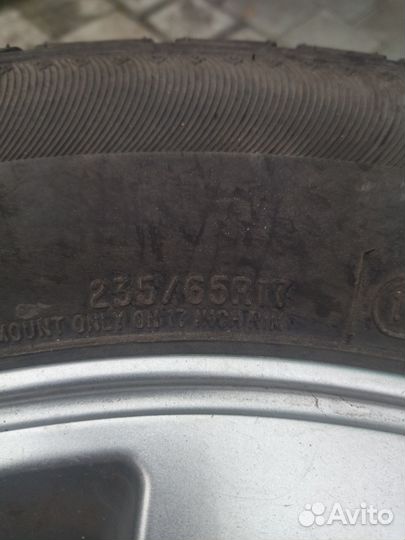 235/65R17
MOUNT ONLY ON 17 INCH RIM
Avito